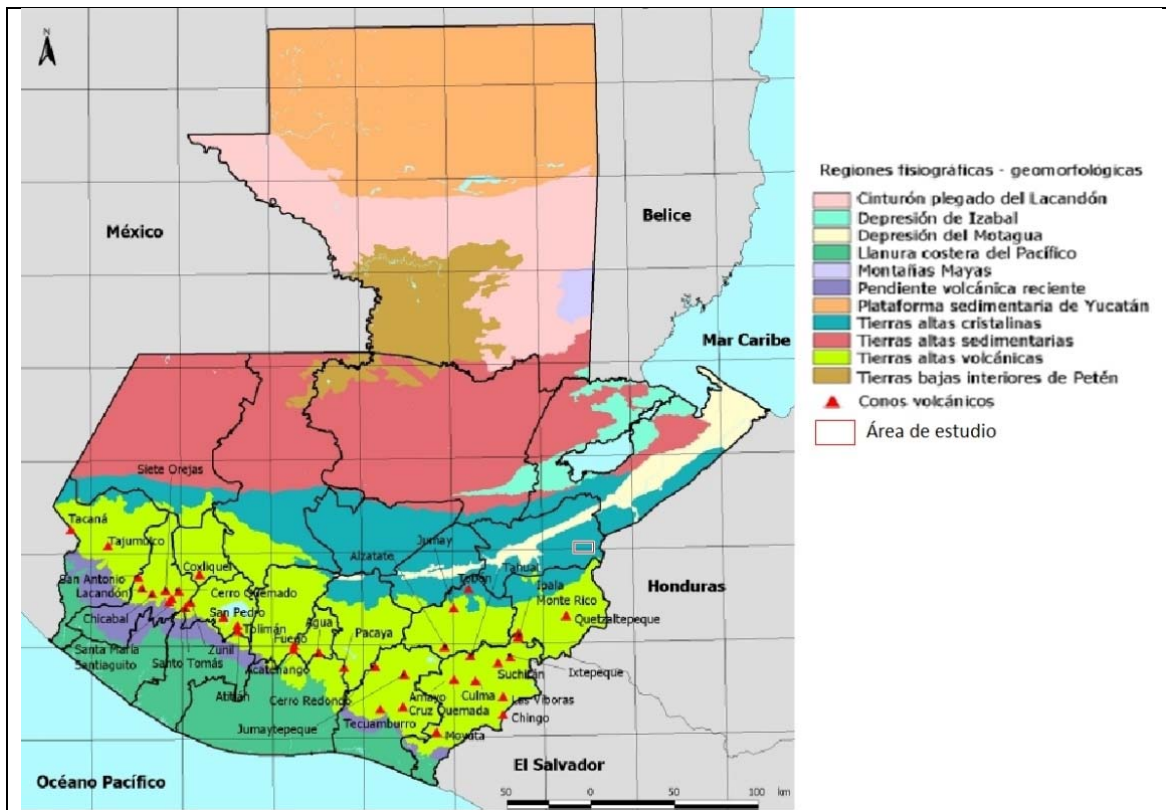 N
México
Belice
Mar Caribe
Siete Orejas
Tacaná
Tajumulco
Jumay
Alzatate
Tahual
Tobón
Coxliquel
San Antonio
Ipala
Honduras
Lacandón
Cerro Quemado
Monte Rico
Chicabal
San Pedro
Agua
Quetzaltepeque
Tolimán
Pacaya
Santa María
Zunil
Fuego
Santiaguito
Santo Tomás
Acatenango
Ixtepeque
Suchitán
Atitlán
Cerro Redondo
Amayo
Culma
Las Víboras
Cruz Quemada
Jumaytepeque
Tecuamburro
Chingo
Moyuta
El Salvador
Océano Pacífico
50 0 50 100 km
Regiones fisiográficas - geomorfológicas
Cinturón plegado del Lacandón
Depresión de Izabal
Depresión del Motagua
Llanura costera del Pacífico
Montañas Mayas
Pendiente volcánica reciente
Plataforma sedimentaria de Yucatán
Tierras altas cristalinas
Tierras altas sedimentarias
Tierras altas volcánicas
Tierras bajas interiores de Petén
Conos volcánicos
Área de estudio